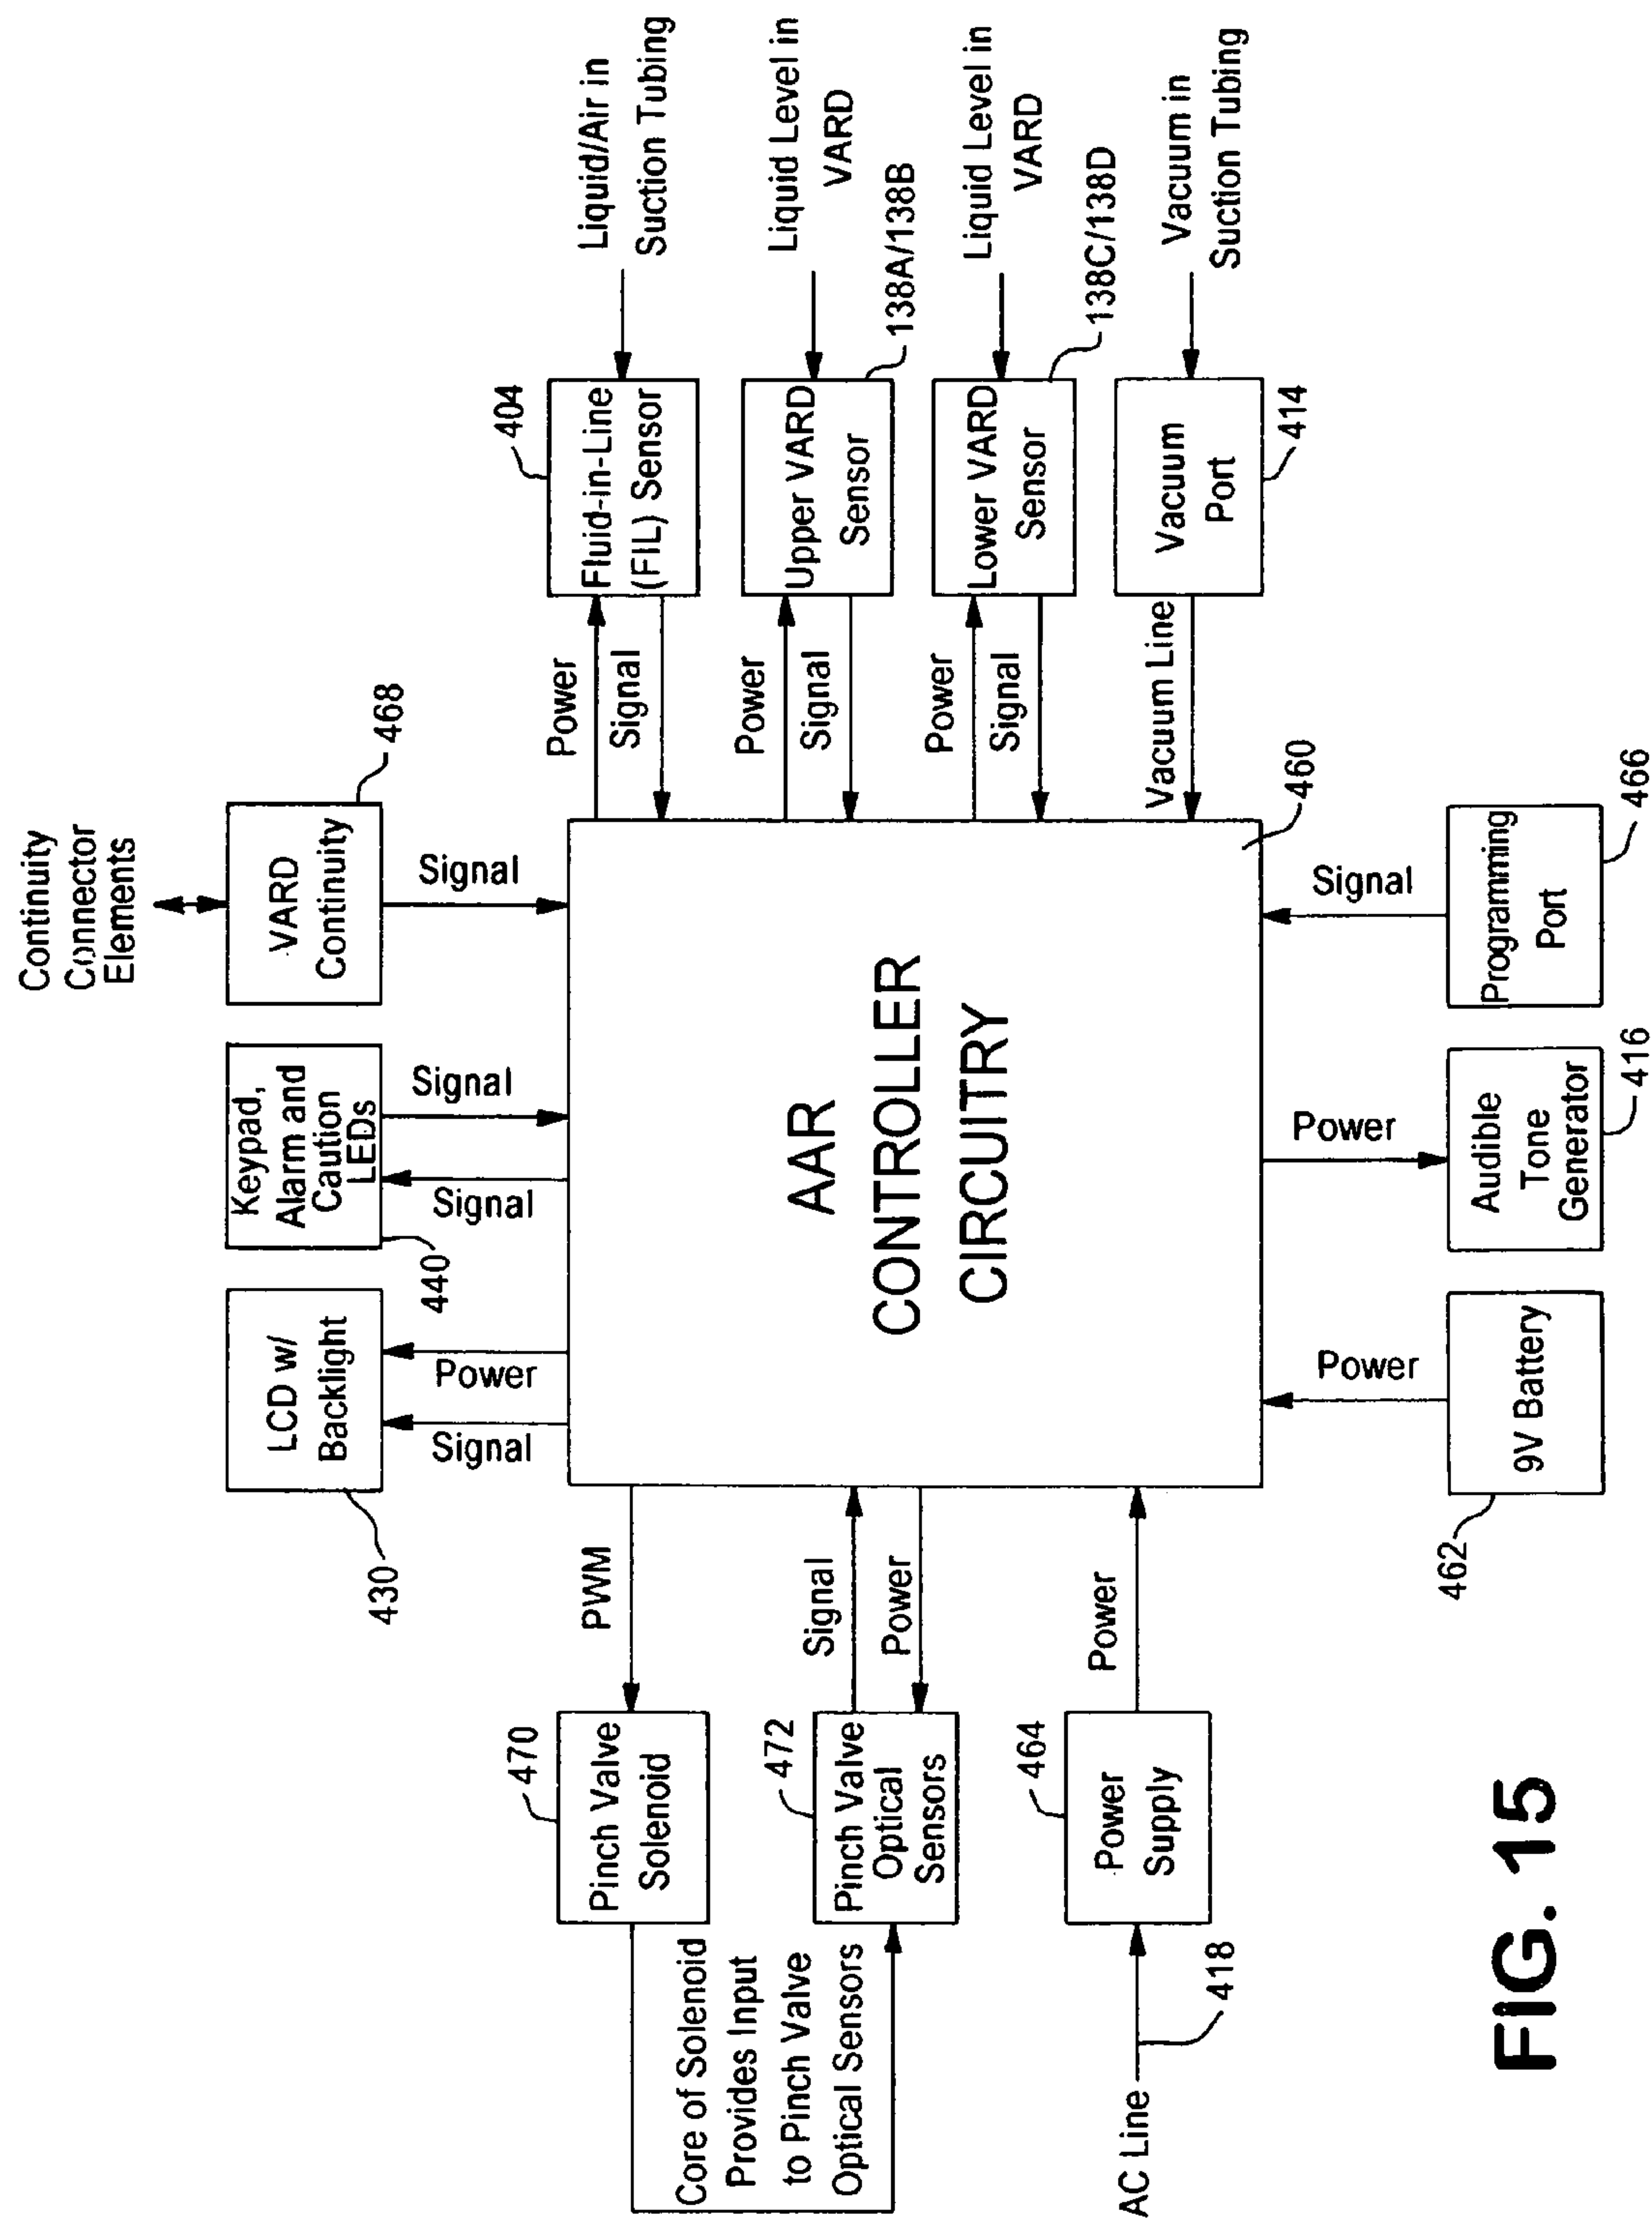 Continuity
Connector
Elements
LCD w/
Backlight
430
Keypad,
Alarm and
Caution
LEDs
440
VARD
Continuity
468
Signal
Power
Signal
Signal
Signal
Pinch Valve
Solenoid
470
PWM
Core of Solenoid
Provides Input
to Pinch Valve
Optical Sensors
Pinch Valve
Optical
Sensors
472
Signal
Power
AC Line
418
Power
Supply
464
Power
AAR
CONTROLLER
CIRCUITRY
460
Power
Signal
Fluid-in-Line
(FIL) Sensor
404
Liquid/Air in
Suction Tubing
Power
Signal
Upper VARD
Sensor
138A/138B
Liquid Level in
VARD
Power
Signal
Lower VARD
Sensor
138C/138D
Liquid Level in
VARD
Vacuum Line
Vacuum
Port
414
Vacuum in
Suction Tubing
Power
Power
Signal
9V Battery
462
Audible
Tone
Generator
416
Programming
Port
466
FIG. 15